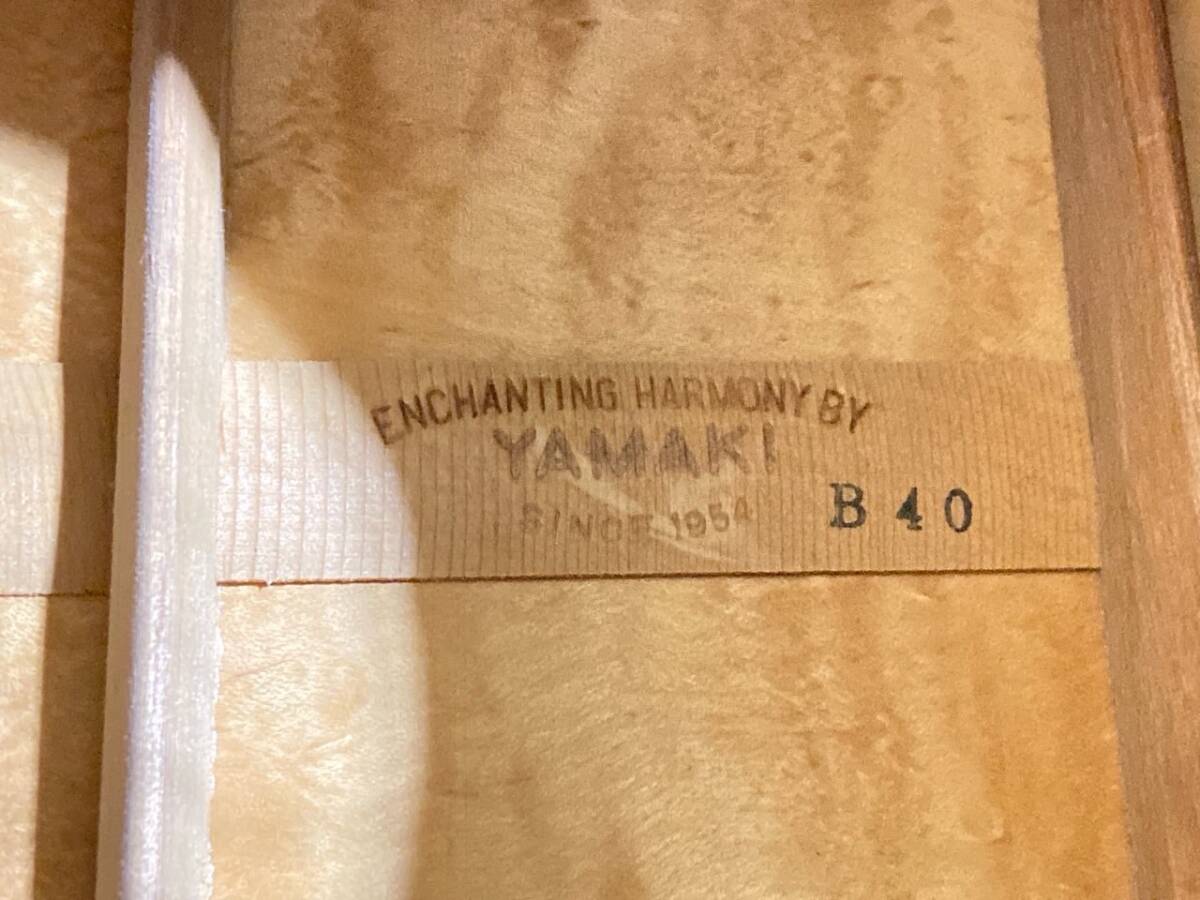 ENCHANTING HARMONY BY
YAMAKI
SINCE 1954
B 40